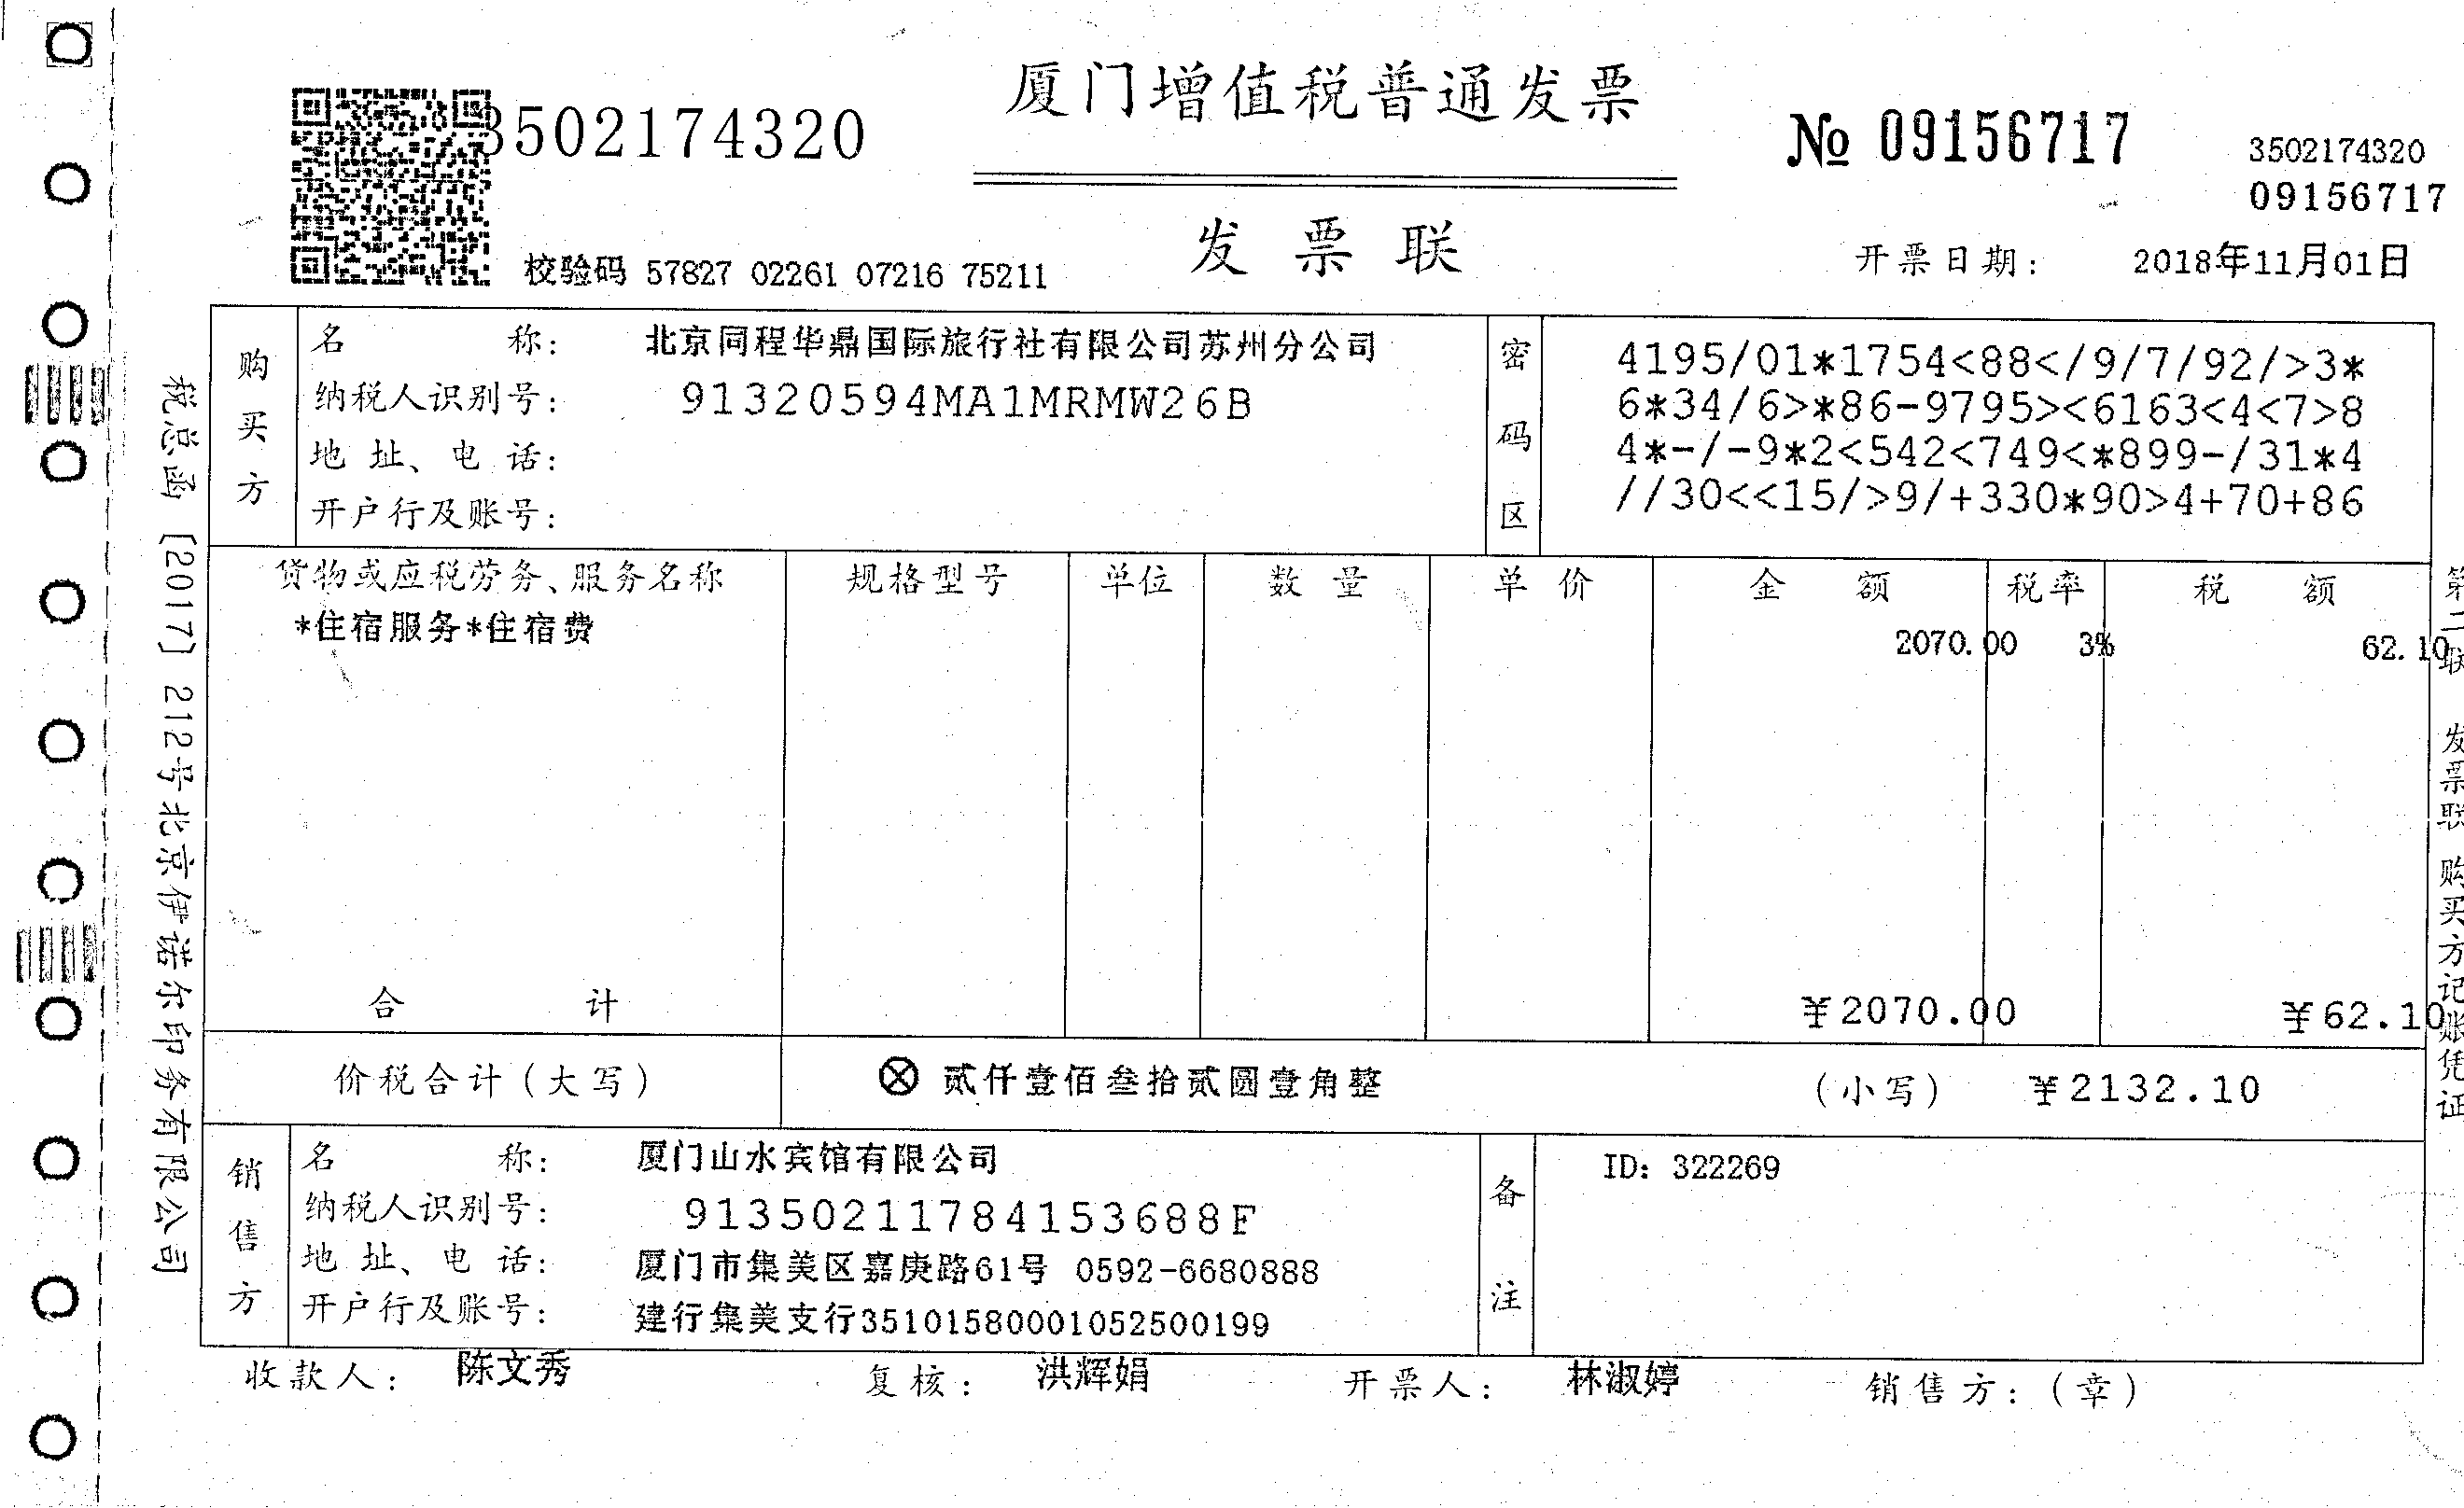 厦门增值税普通发票
3502174320
№ 09156717
3502174320
09156717
发票联
校验码 57827 02261 07216 75211
开票日期: 2018年11月01日
税总函〔2017〕212号北京伊诺尔印务有限公司
购买方
名称: 北京同程华鼎国际旅行社有限公司苏州分公司
纳税人识别号: 91320594MA1MRMW26B
地址、电话:
开户行及账号:
密码区
4195/01*1754<88</9/7/92/>3*
6*34/6>*86-9795><6163<4<7>8
4*-/-9*2<542<749<*899-/31*4
//30<<15/>9/+330*90>4+70+86
货物或应税劳务、服务名称 规格型号 单位 数量 单价 金额 税率 税额
*住宿服务*住宿费 2070.00 3% 62.10
合计 ¥2070.00 ¥62.10
价税合计(大写) ⊗ 贰仟壹佰叁拾贰圆壹角整 (小写) ¥2132.10
第二联 发票联 购买方记账凭证
销售方
名称: 厦门山水宾馆有限公司
纳税人识别号: 91350211784153688F
地址、电话: 厦门市集美区嘉庚路61号 0592-6680888
开户行及账号: 建行集美支行35101580001052500199
备注
ID: 322269
收款人: 陈文秀 复核: 洪辉娟 开票人: 林淑婷 销售方:(章)